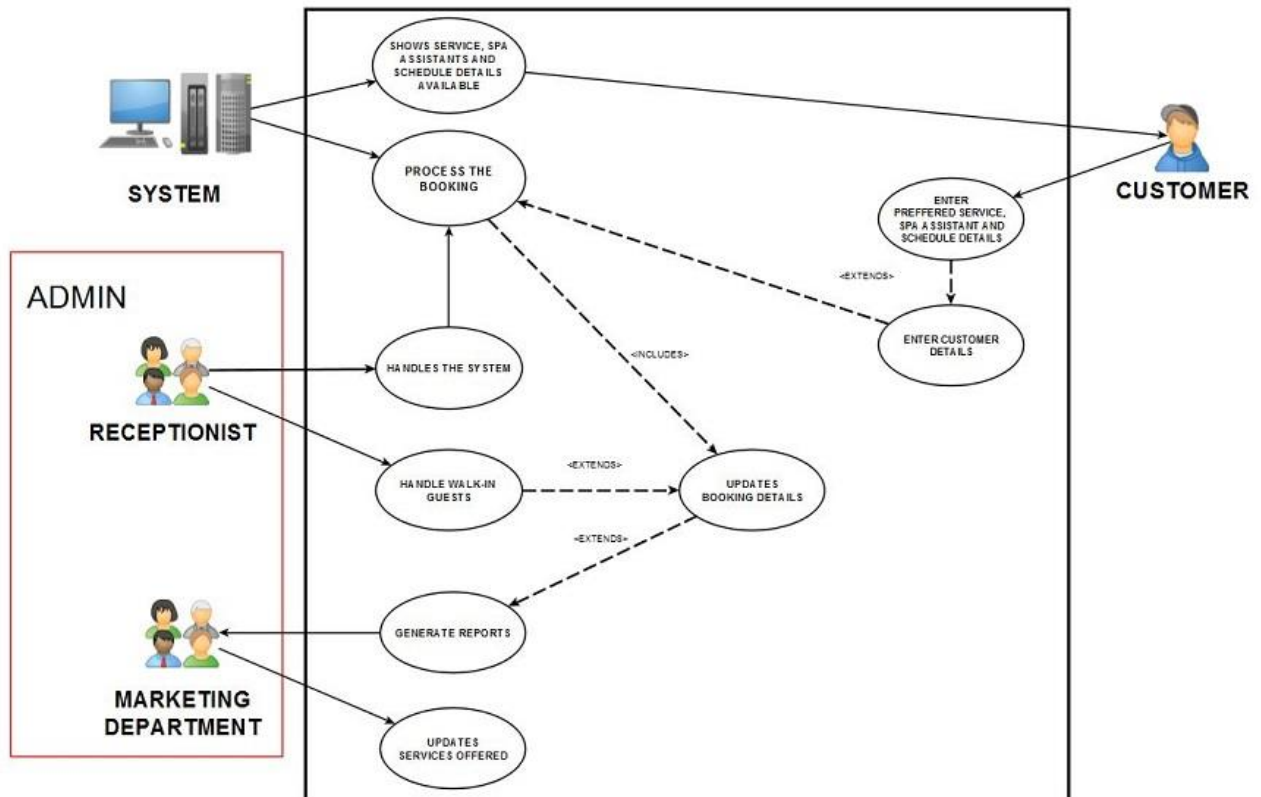 SHOWS SERVICE, SPA
ASSISTANTS AND
SCHEDULE DETAILS
AVAILABLE
SYSTEM
PROCESS THE
BOOKING
CUSTOMER
ENTER
PREFFERED SERVICE,
SPA ASSISTANT AND
SCHEDULE DETAILS
<EXTENDS>
ADMIN
ENTER CUSTOMER
DETAILS
HANDLES THE SYSTEM
<INCLUDES>
RECEPTIONIST
HANDLE WALK-IN
GUESTS
<EXTENDS>
UPDATES
BOOKING DETAILS
<EXTENDS>
GENERATE REPORTS
MARKETING
DEPARTMENT
UPDATES
SERVICES OFFERED